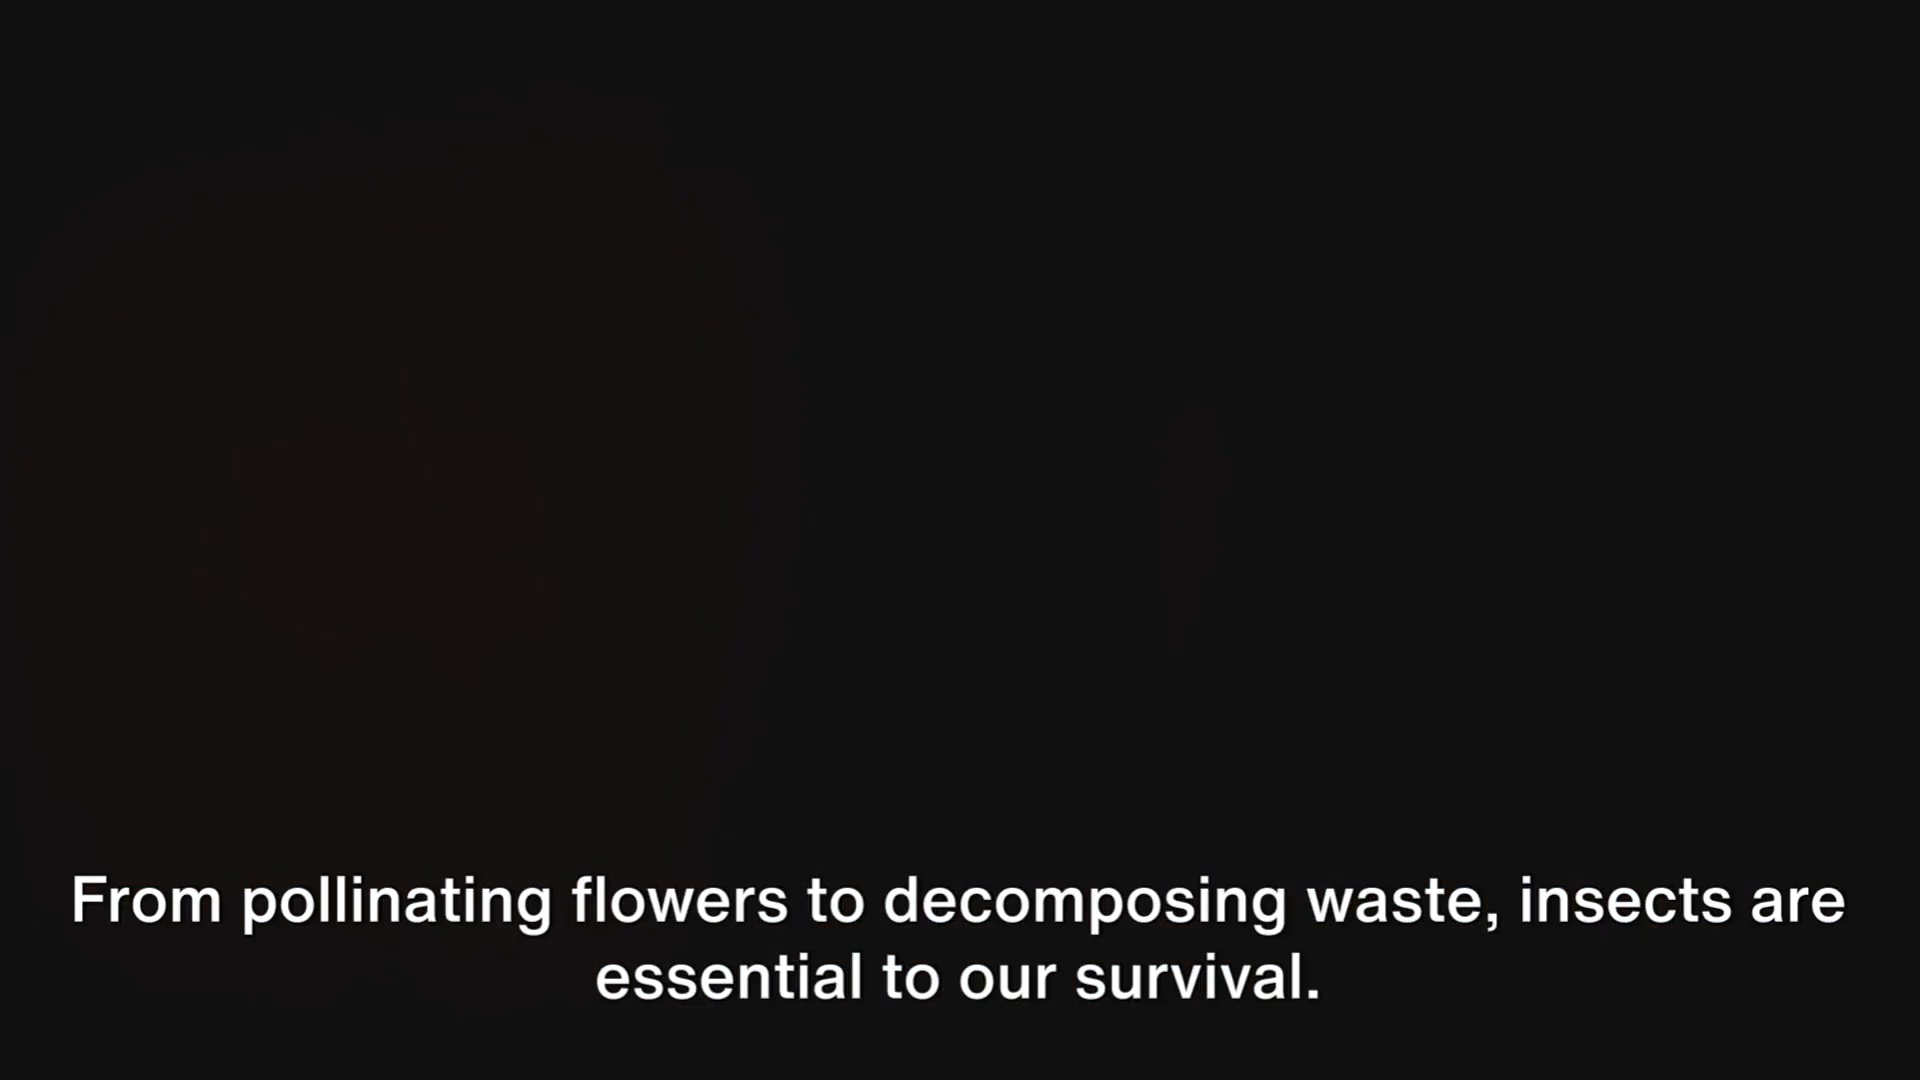 From pollinating flowers to decomposing waste, insects are
essential to our survival.